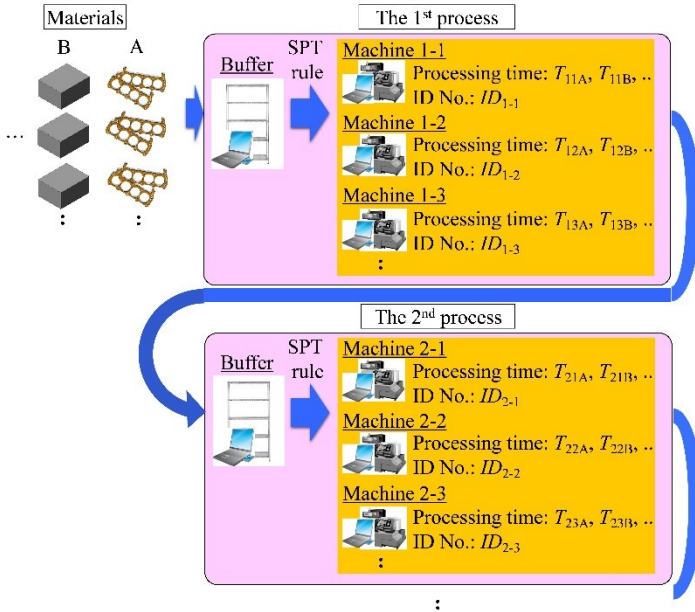 Materials
B A
...
:
:
The 1st process
Buffer
SPT
rule
Machine 1-1
Processing time: T11A, T11B, ..
ID No.: ID1-1
Machine 1-2
Processing time: T12A, T12B, ..
ID No.: ID1-2
Machine 1-3
Processing time: T13A, T13B, ..
ID No.: ID1-3
:
The 2nd process
Buffer
SPT
rule
Machine 2-1
Processing time: T21A, T21B, ..
ID No.: ID2-1
Machine 2-2
Processing time: T22A, T22B, ..
ID No.: ID2-2
Machine 2-3
Processing time: T23A, T23B, ..
ID No.: ID2-3
:
: